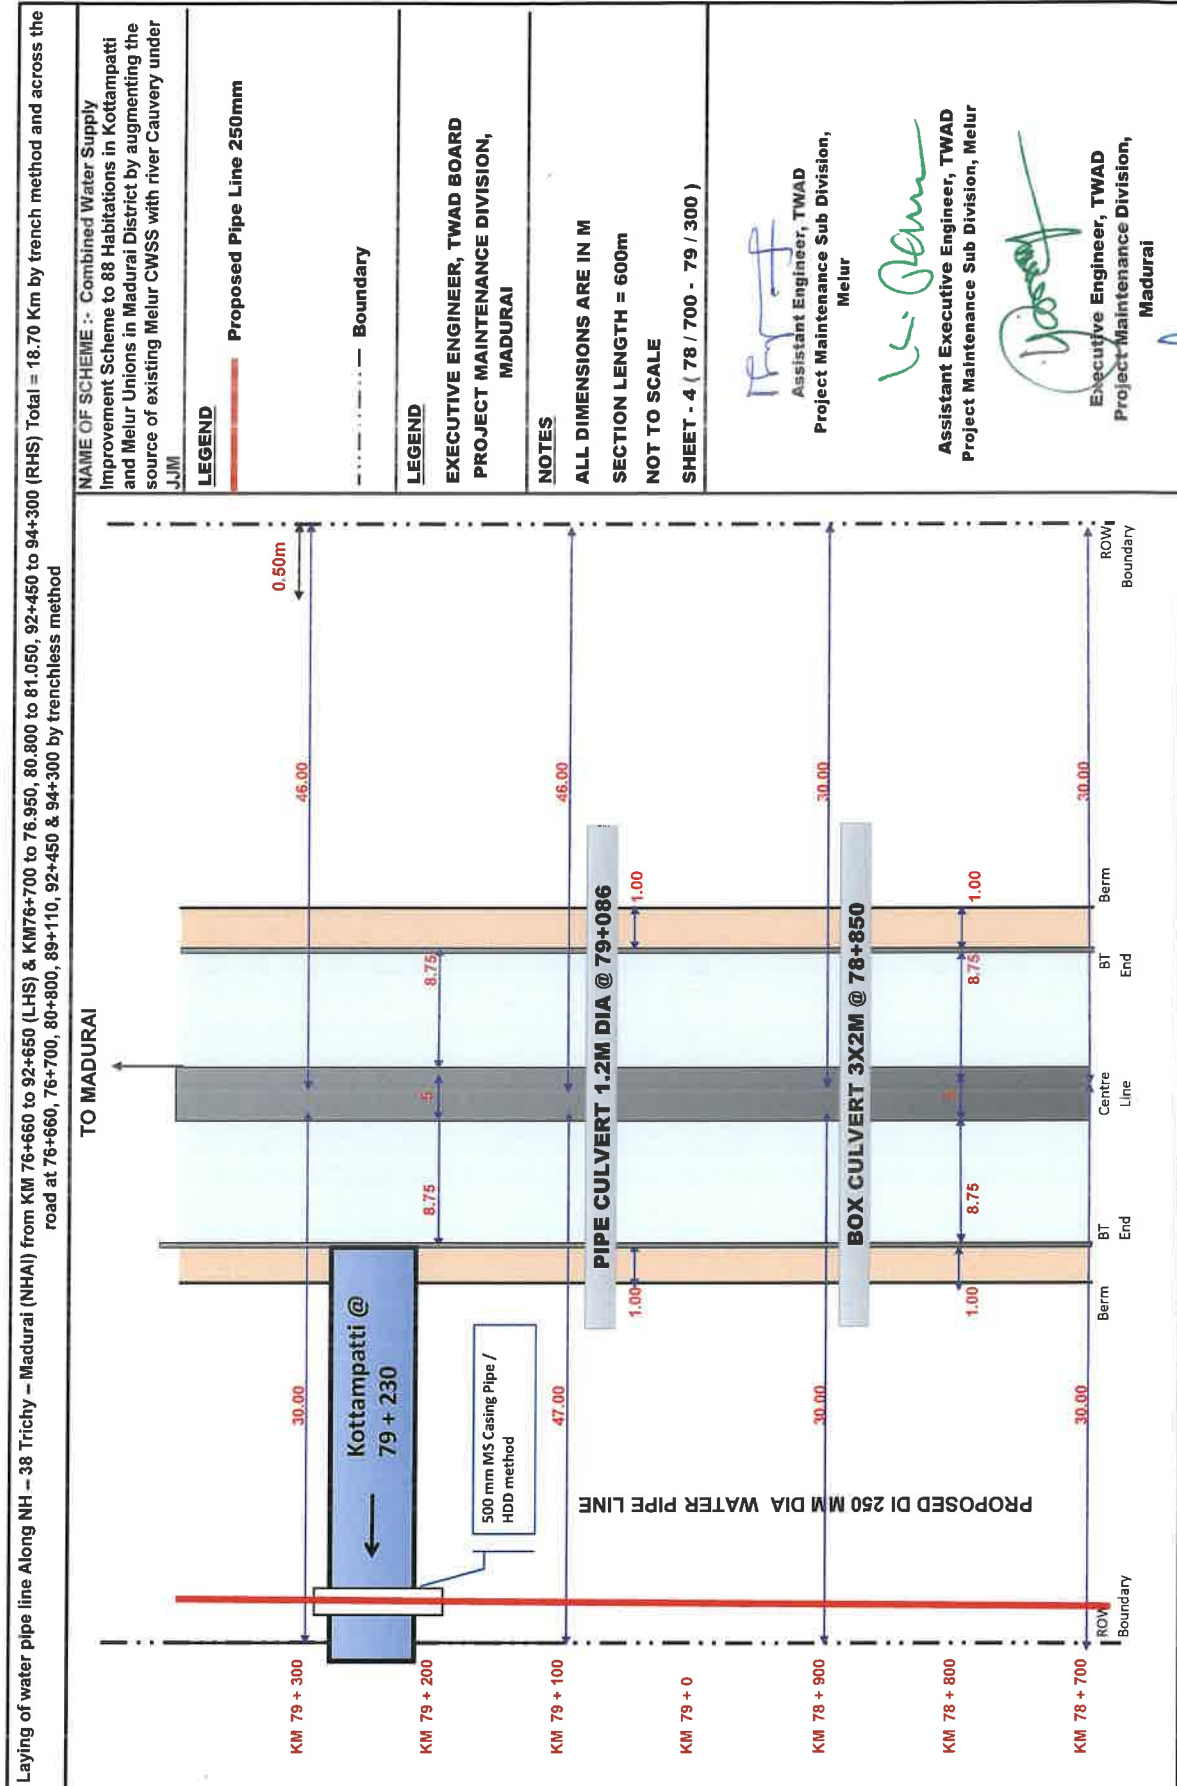 Laying of water pipe line Along NH – 38 Trichy – Madurai (NHAI) from KM 76+660 to 92+650 (LHS) & KM76+700 to 76.950, 80.800 to 81.050, 92+450 to 94+300 (RHS) Total = 18.70 Km by trench method and across the
road at 76+660, 76+700, 80+800, 89+110, 92+450 & 94+300 by trenchless method
NAME OF SCHEME :- Combined Water Supply
Improvement Scheme to 88 Habitations in Kottampatti
and Melur Unions in Madurai District by augmenting the
source of existing Melur CWSS with river Cauvery under
JJM
LEGEND
Proposed Pipe Line 250mm
Boundary
LEGEND
EXECUTIVE ENGINEER, TWAD BOARD
PROJECT MAINTENANCE DIVISION,
MADURAI
NOTES
ALL DIMENSIONS ARE IN M
SECTION LENGTH = 600m
NOT TO SCALE
SHEET - 4 ( 78 / 700 - 79 / 300 )
Assistant Engineer, TWAD
Project Maintenance Sub Division,
Melur
Assistant Executive Engineer, TWAD
Project Maintenance Sub Division, Melur
Executive Engineer, TWAD
Project Maintenance Division,
Madurai
TO MADURAI
0.50m
KM 79 + 300
30.00
46.00
Kottampatti @
79 + 230
KM 79 + 200
8.75
5
8.75
500 mm MS Casing Pipe /
HDD method
KM 79 + 100
47.00
46.00
PIPE CULVERT 1.2M DIA @ 79+086
1.00
1.00
KM 79 + 0
PROPOSED DI 250 MM DIA WATER PIPE LINE
KM 78 + 900
30.00
30.00
BOX CULVERT 3X2M @ 78+850
KM 78 + 800
1.00
8.75
5
8.75
1.00
KM 78 + 700
30.00
30.00
ROW
Boundary
Berm
BT
End
Centre
Line
BT
End
Berm
ROW
Boundary